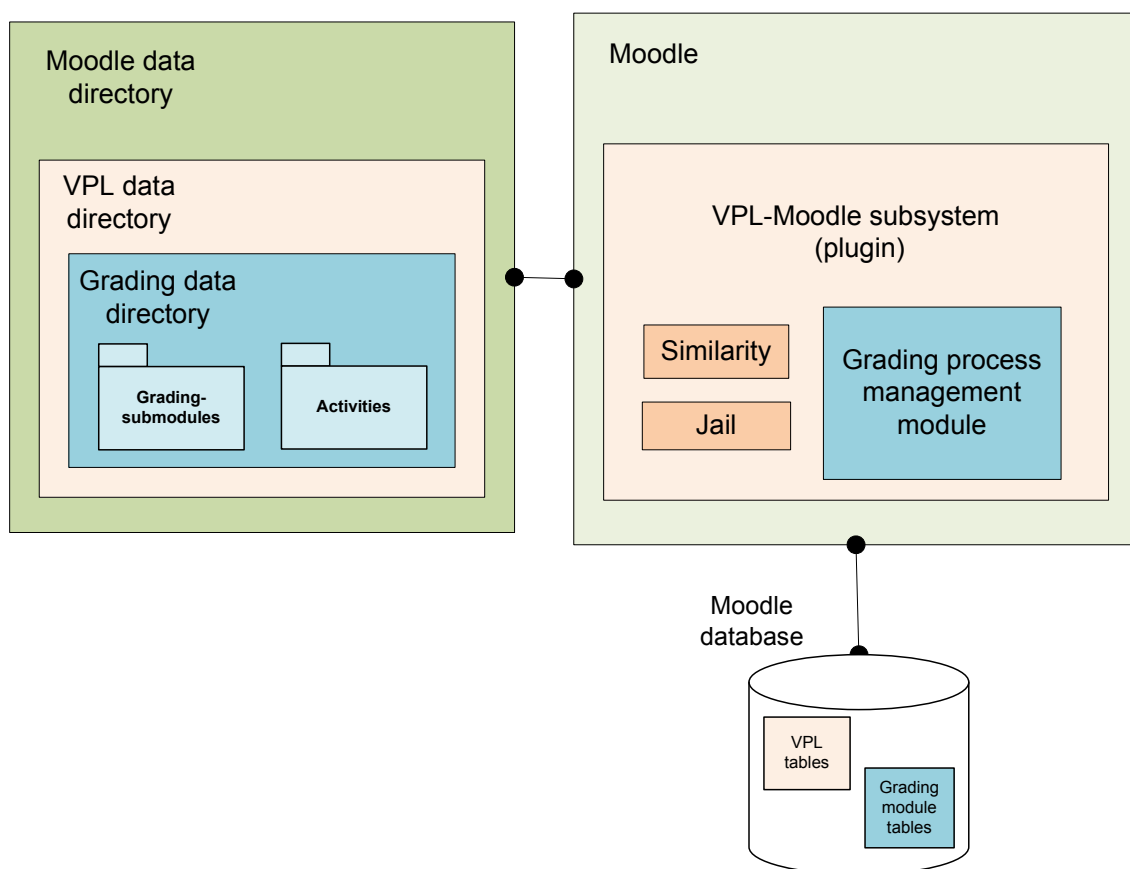 Moodle data
directory
VPL data
directory
Grading data
directory
Grading-
submodules
Activities
Moodle
VPL-Moodle subsystem
(plugin)
Similarity
Jail
Grading process
management
module
Moodle
database
VPL
tables
Grading
module
tables